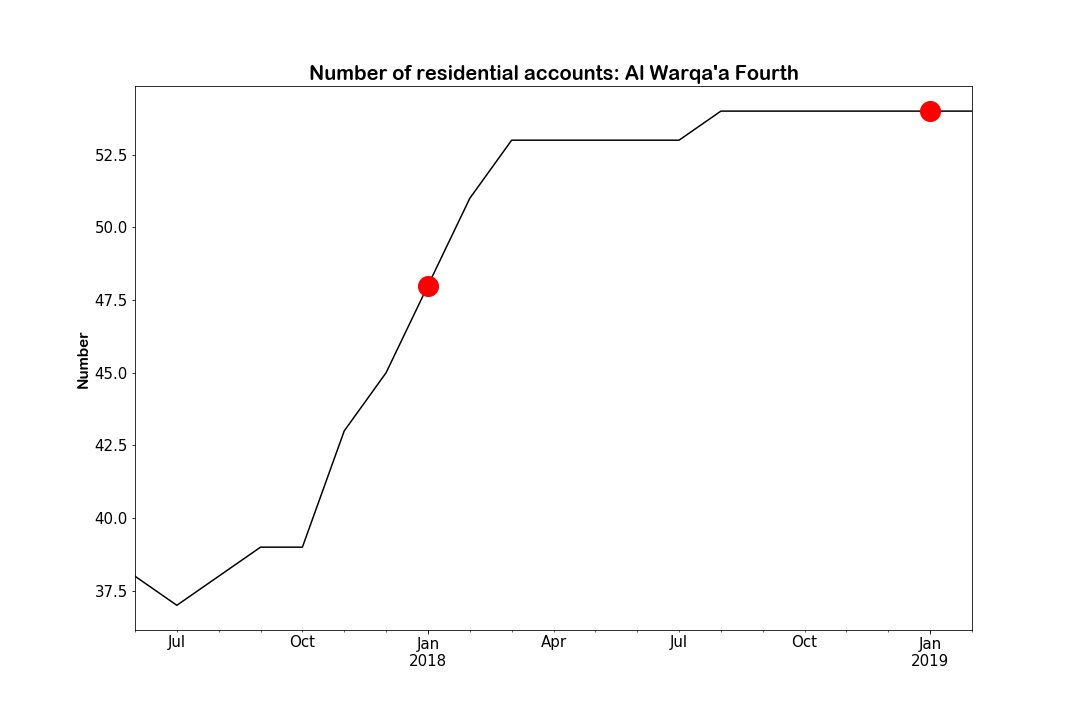 Number of residential accounts: Al Warqa'a Fourth
52.5
50.0
47.5
45.0
42.5
40.0
37.5
Number
Jul
Oct
Jan
2018
Apr
Jul
Oct
Jan
2019